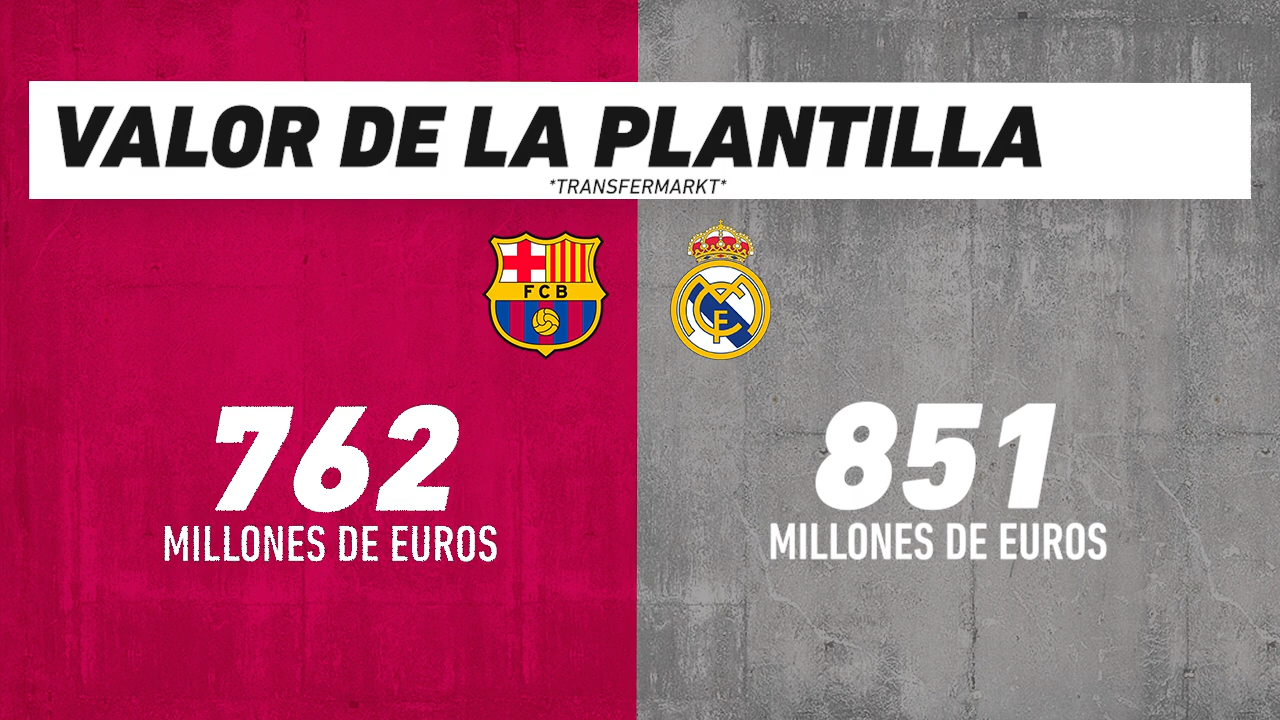 VALOR DE LA PLANTILLA
*TRANSFERMARKT*
FCB
762
MILLONES DE EUROS
851
MILLONES DE EUROS